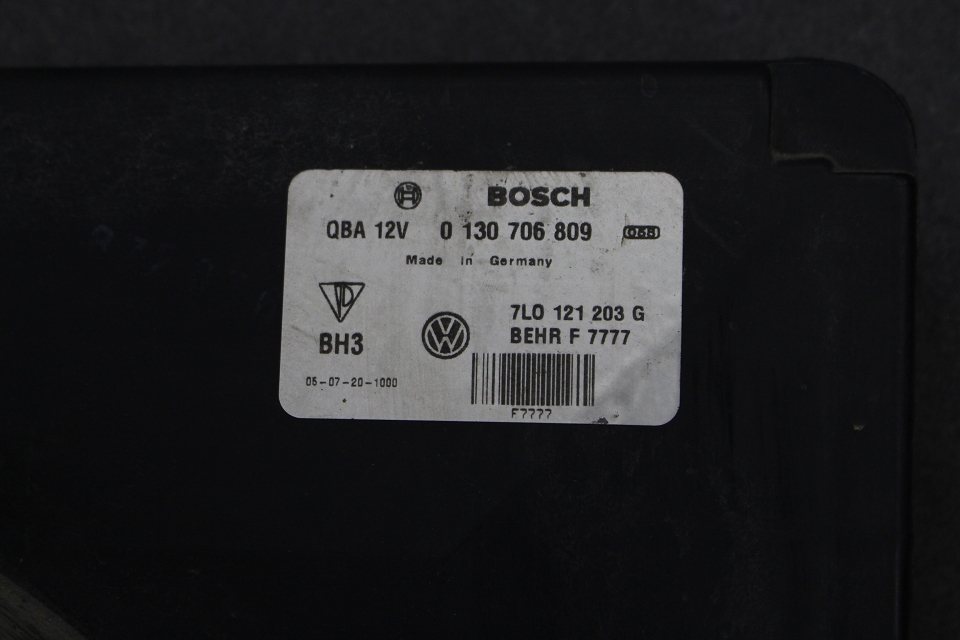 BOSCH
QBA 12V 0 130 706 809
Made in Germany
7L0 121 203 G
BEHR F 7777
BH3
05-07-20-1000
F7777